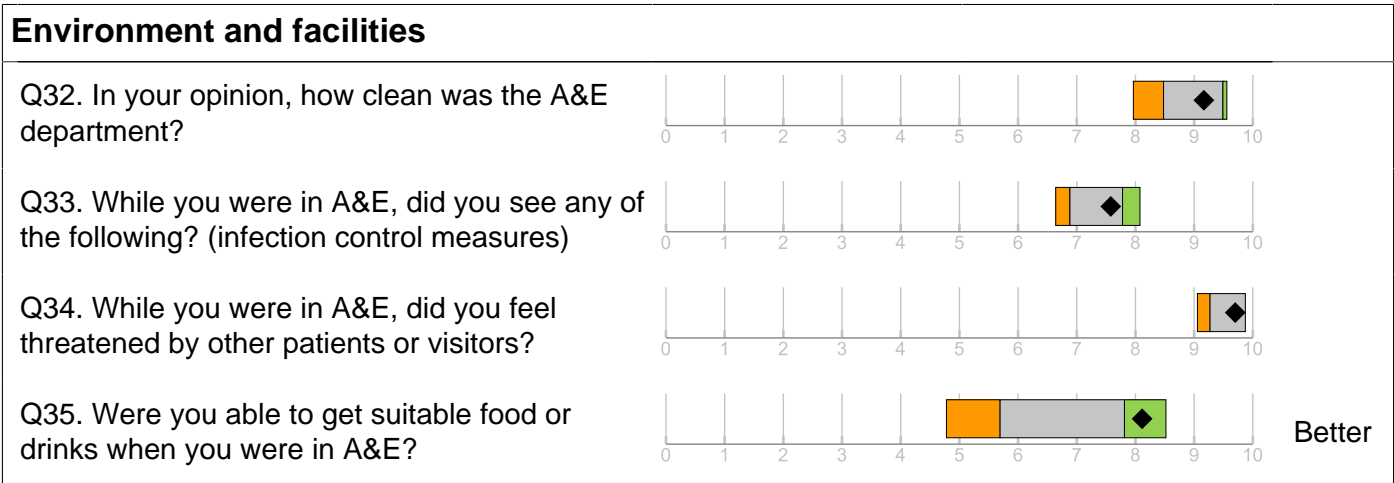 Environment and facilities
Q32. In your opinion, how clean was the A&E
department?
0 1 2 3 4 5 6 7 8 9 10
Q33. While you were in A&E, did you see any of
the following? (infection control measures)
0 1 2 3 4 5 6 7 8 9 10
Q34. While you were in A&E, did you feel
threatened by other patients or visitors?
0 1 2 3 4 5 6 7 8 9 10
Q35. Were you able to get suitable food or
drinks when you were in A&E?
0 1 2 3 4 5 6 7 8 9 10
Better